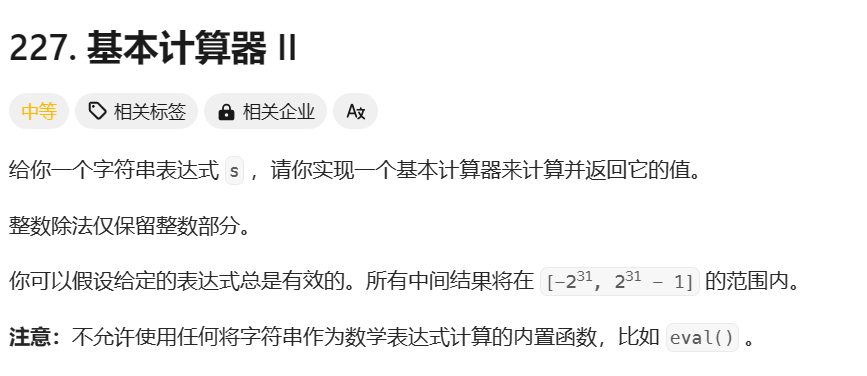 227. 基本计算器 II
中等 相关标签 相关企业 A文
给你一个字符串表达式 s ，请你实现一个基本计算器来计算并返回它的值。
整数除法仅保留整数部分。
你可以假设给定的表达式总是有效的。所有中间结果将在 [-2³¹, 2³¹ - 1] 的范围内。
注意：不允许使用任何将字符串作为数学表达式计算的内置函数，比如 eval() 。